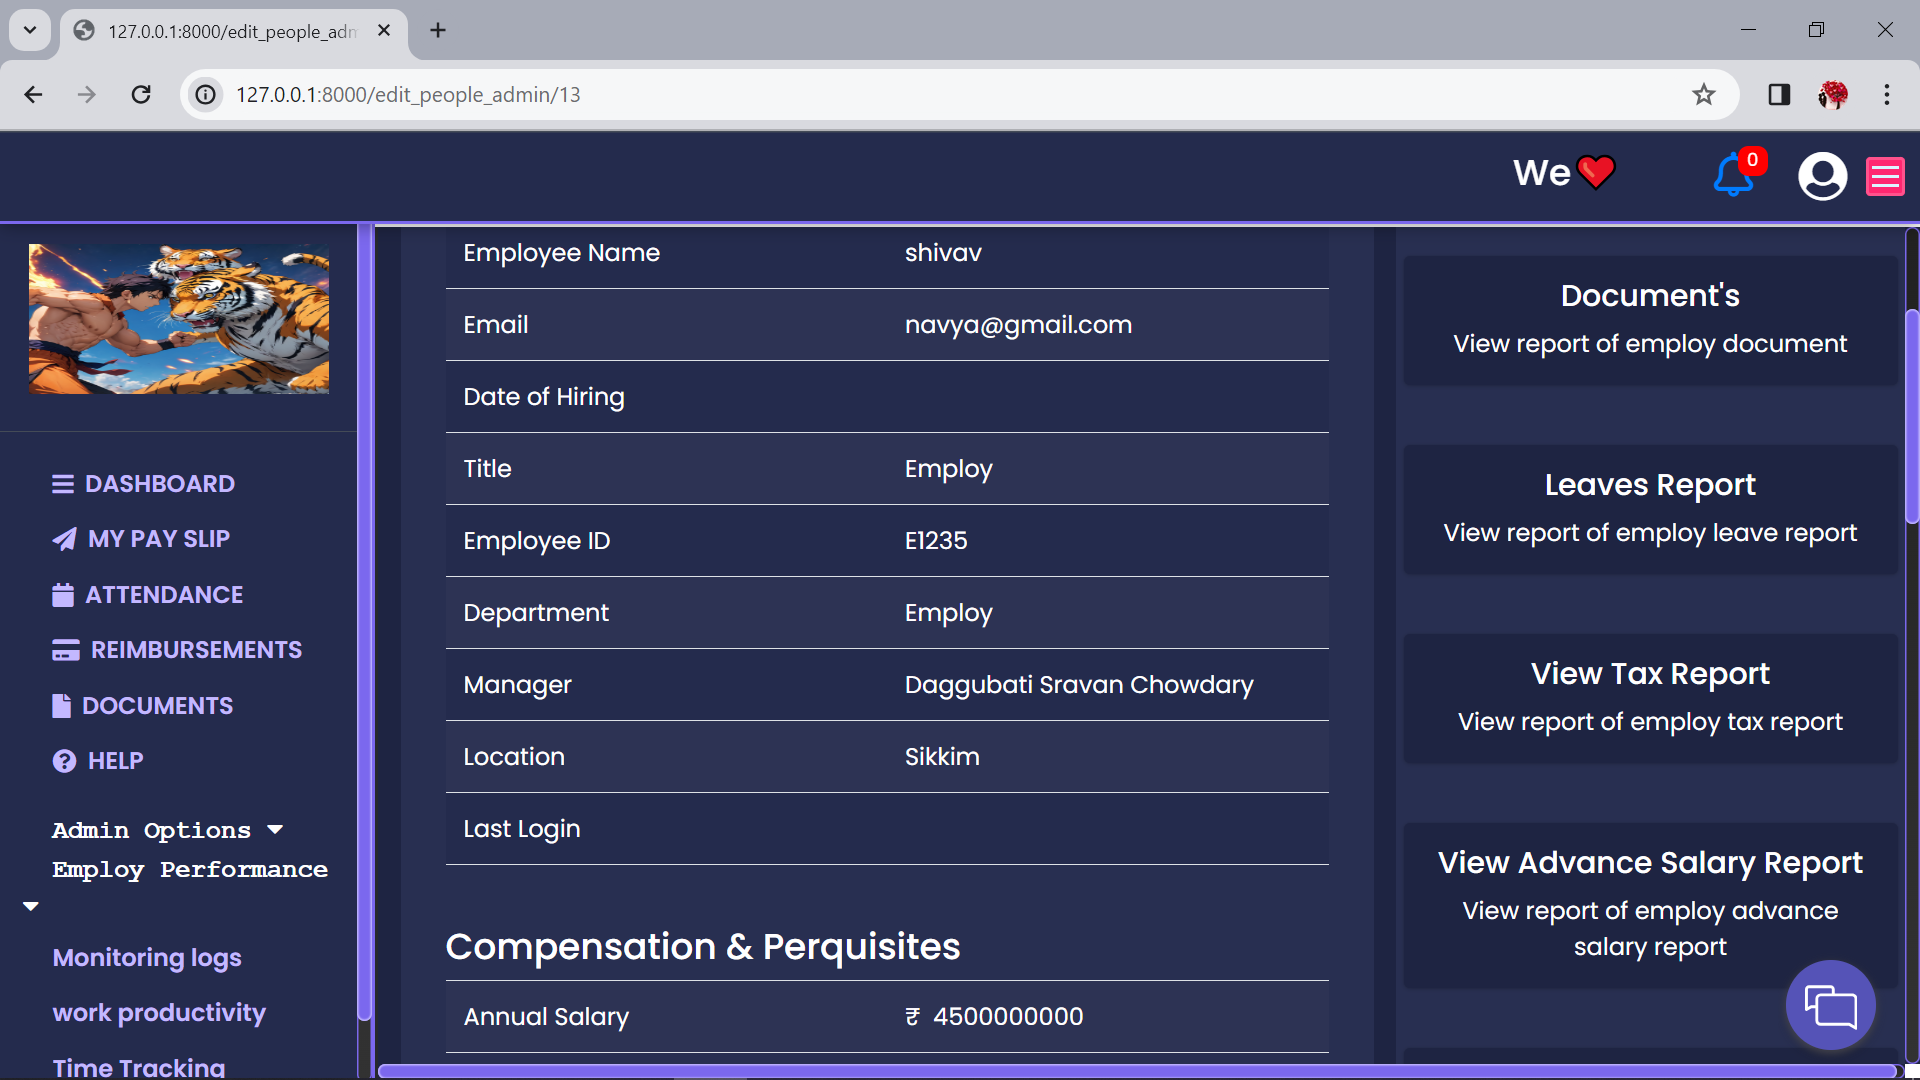 127.0.0.1:8000/edit_people_adm
127.0.0.1:8000/edit_people_admin/13
We
0
DASHBOARD
MY PAY SLIP
ATTENDANCE
REIMBURSEMENTS
DOCUMENTS
HELP
Admin Options
Employ Performance
Monitoring logs
work productivity
Time Tracking
Employee Name shivav
Email navya@gmail.com
Date of Hiring
Title Employ
Employee ID E1235
Department Employ
Manager Daggubati Sravan Chowdary
Location Sikkim
Last Login
Compensation & Perquisites
Annual Salary ₹ 4500000000
Document's
View report of employ document
Leaves Report
View report of employ leave report
View Tax Report
View report of employ tax report
View Advance Salary Report
View report of employ advance
salary report